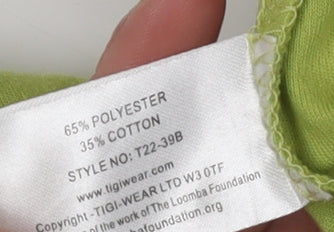 65% POLYESTER
35% COTTON
STYLE NO: T22-39B
www.tigiwear.com
Copyright -TIGI-WEAR LTD W3 0TF
of the work of The Loomba Foundation
bafoundation.org